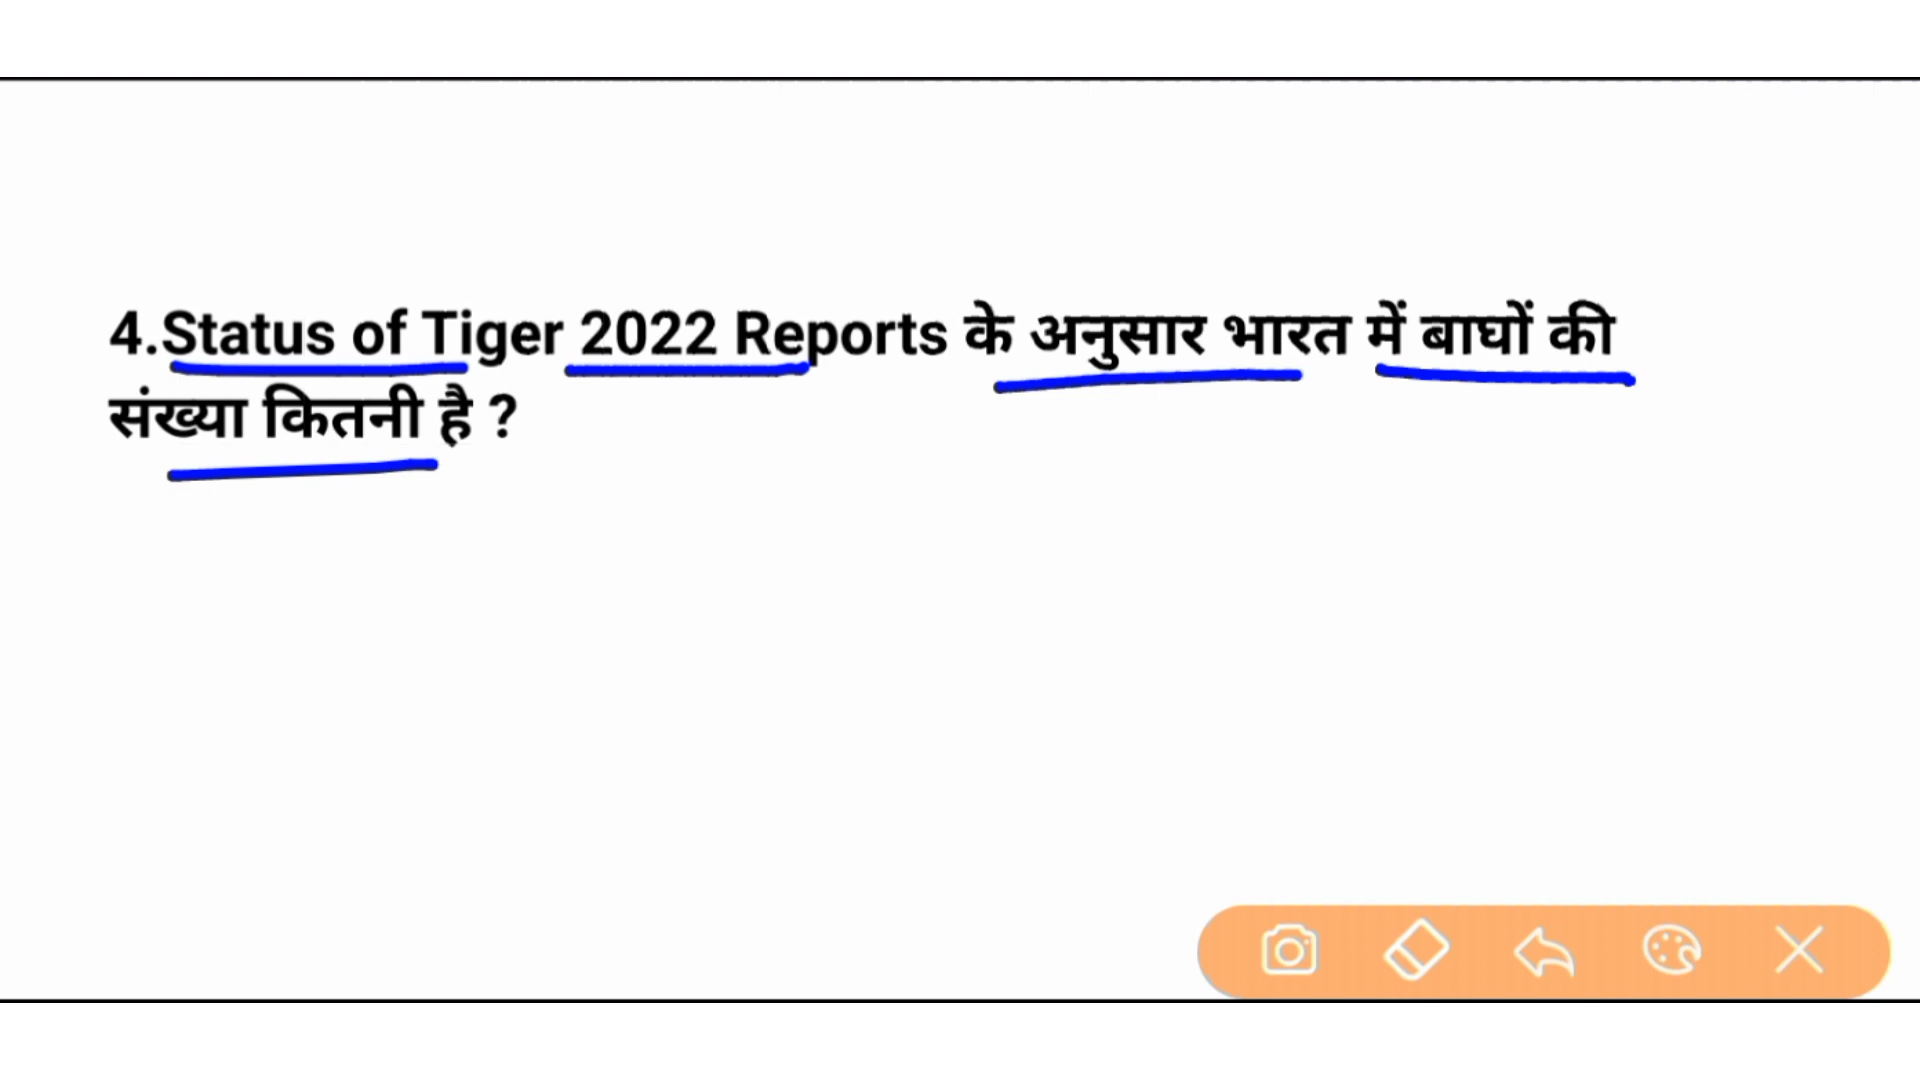 4.Status of Tiger 2022 Reports के अनुसार भारत में बाघों की
संख्या कितनी है ?